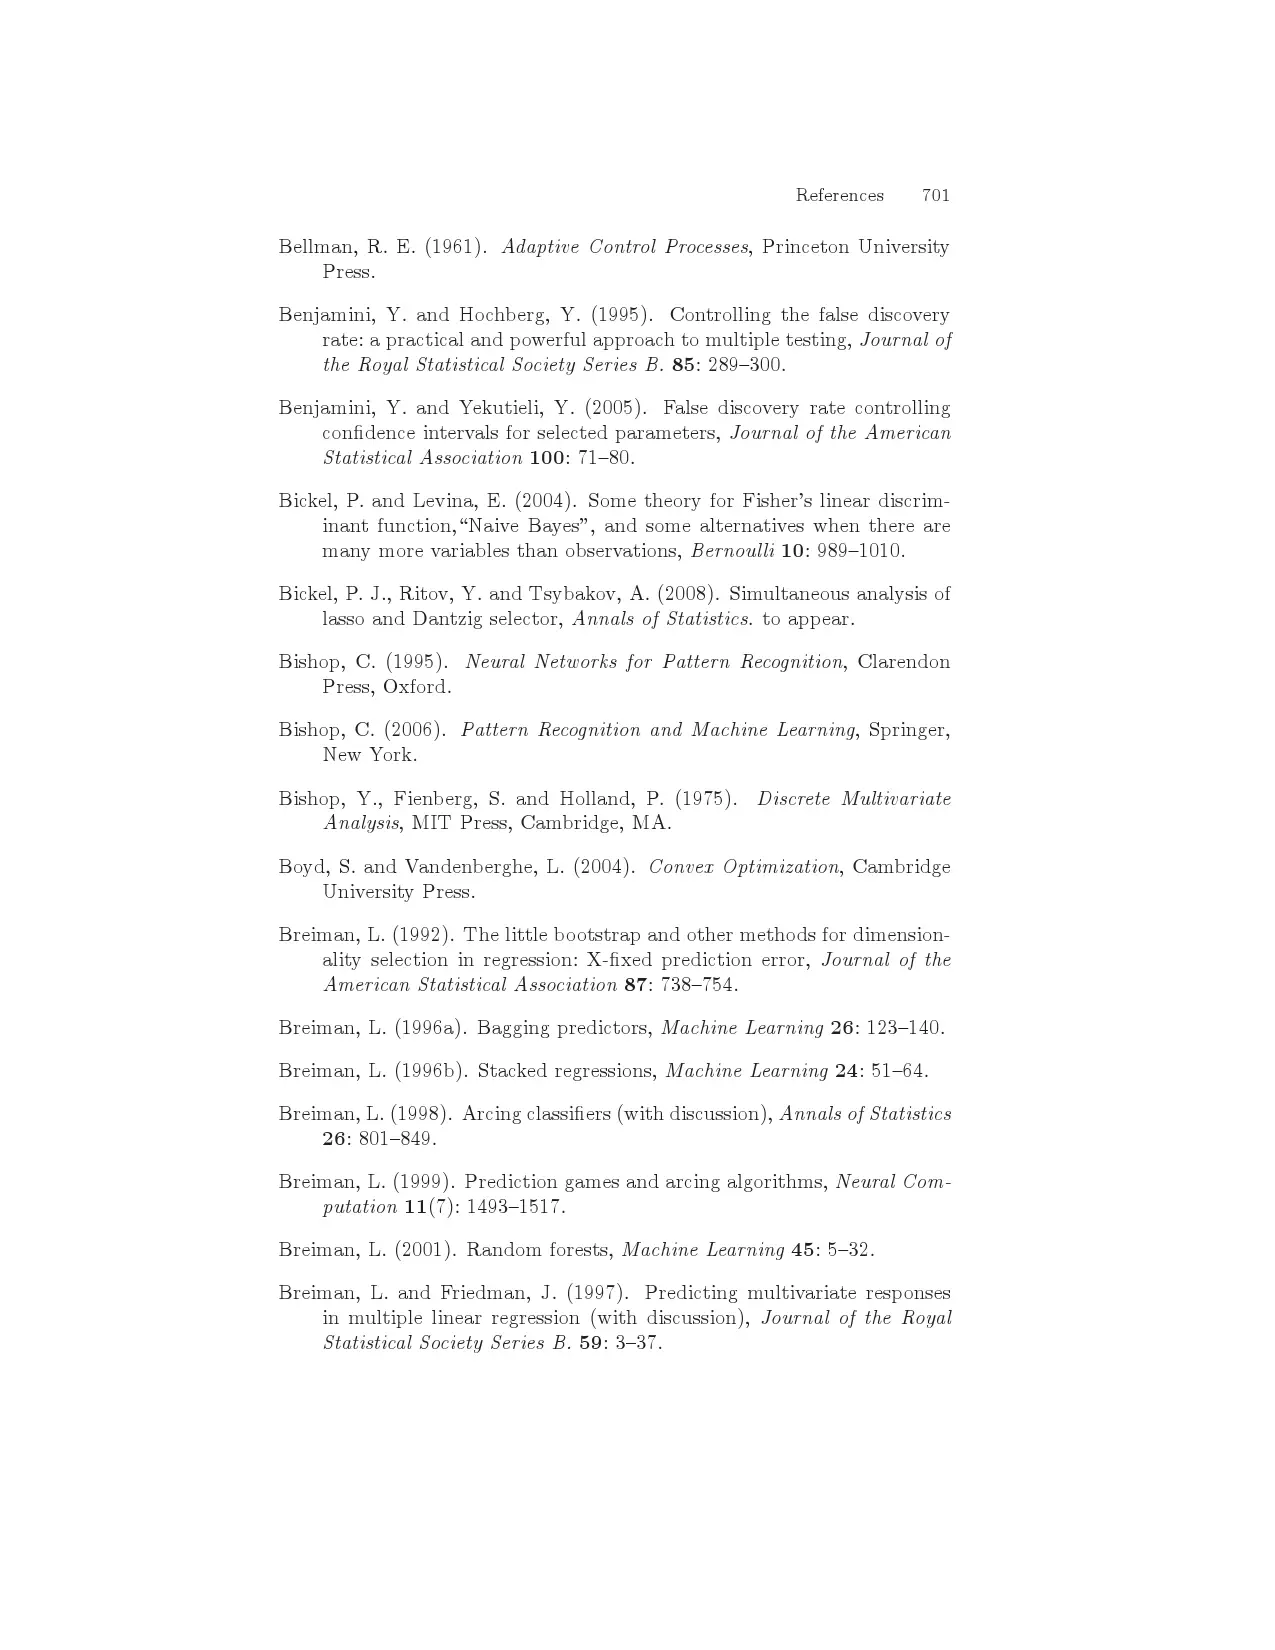 References 701
Bellman, R. E. (1961). Adaptive Control Processes, Princeton University
Press.
Benjamini, Y. and Hochberg, Y. (1995). Controlling the false discovery
rate: a practical and powerful approach to multiple testing, Journal of
the Royal Statistical Society Series B. 85: 289–300.
Benjamini, Y. and Yekutieli, Y. (2005). False discovery rate controlling
confidence intervals for selected parameters, Journal of the American
Statistical Association 100: 71–80.
Bickel, P. and Levina, E. (2004). Some theory for Fisher's linear discrim-
inant function,“Naive Bayes”, and some alternatives when there are
many more variables than observations, Bernoulli 10: 989–1010.
Bickel, P. J., Ritov, Y. and Tsybakov, A. (2008). Simultaneous analysis of
lasso and Dantzig selector, Annals of Statistics. to appear.
Bishop, C. (1995). Neural Networks for Pattern Recognition, Clarendon
Press, Oxford.
Bishop, C. (2006). Pattern Recognition and Machine Learning, Springer,
New York.
Bishop, Y., Fienberg, S. and Holland, P. (1975). Discrete Multivariate
Analysis, MIT Press, Cambridge, MA.
Boyd, S. and Vandenberghe, L. (2004). Convex Optimization, Cambridge
University Press.
Breiman, L. (1992). The little bootstrap and other methods for dimension-
ality selection in regression: X-fixed prediction error, Journal of the
American Statistical Association 87: 738–754.
Breiman, L. (1996a). Bagging predictors, Machine Learning 26: 123–140.
Breiman, L. (1996b). Stacked regressions, Machine Learning 24: 51–64.
Breiman, L. (1998). Arcing classifiers (with discussion), Annals of Statistics
26: 801–849.
Breiman, L. (1999). Prediction games and arcing algorithms, Neural Com-
putation 11(7): 1493–1517.
Breiman, L. (2001). Random forests, Machine Learning 45: 5–32.
Breiman, L. and Friedman, J. (1997). Predicting multivariate responses
in multiple linear regression (with discussion), Journal of the Royal
Statistical Society Series B. 59: 3–37.